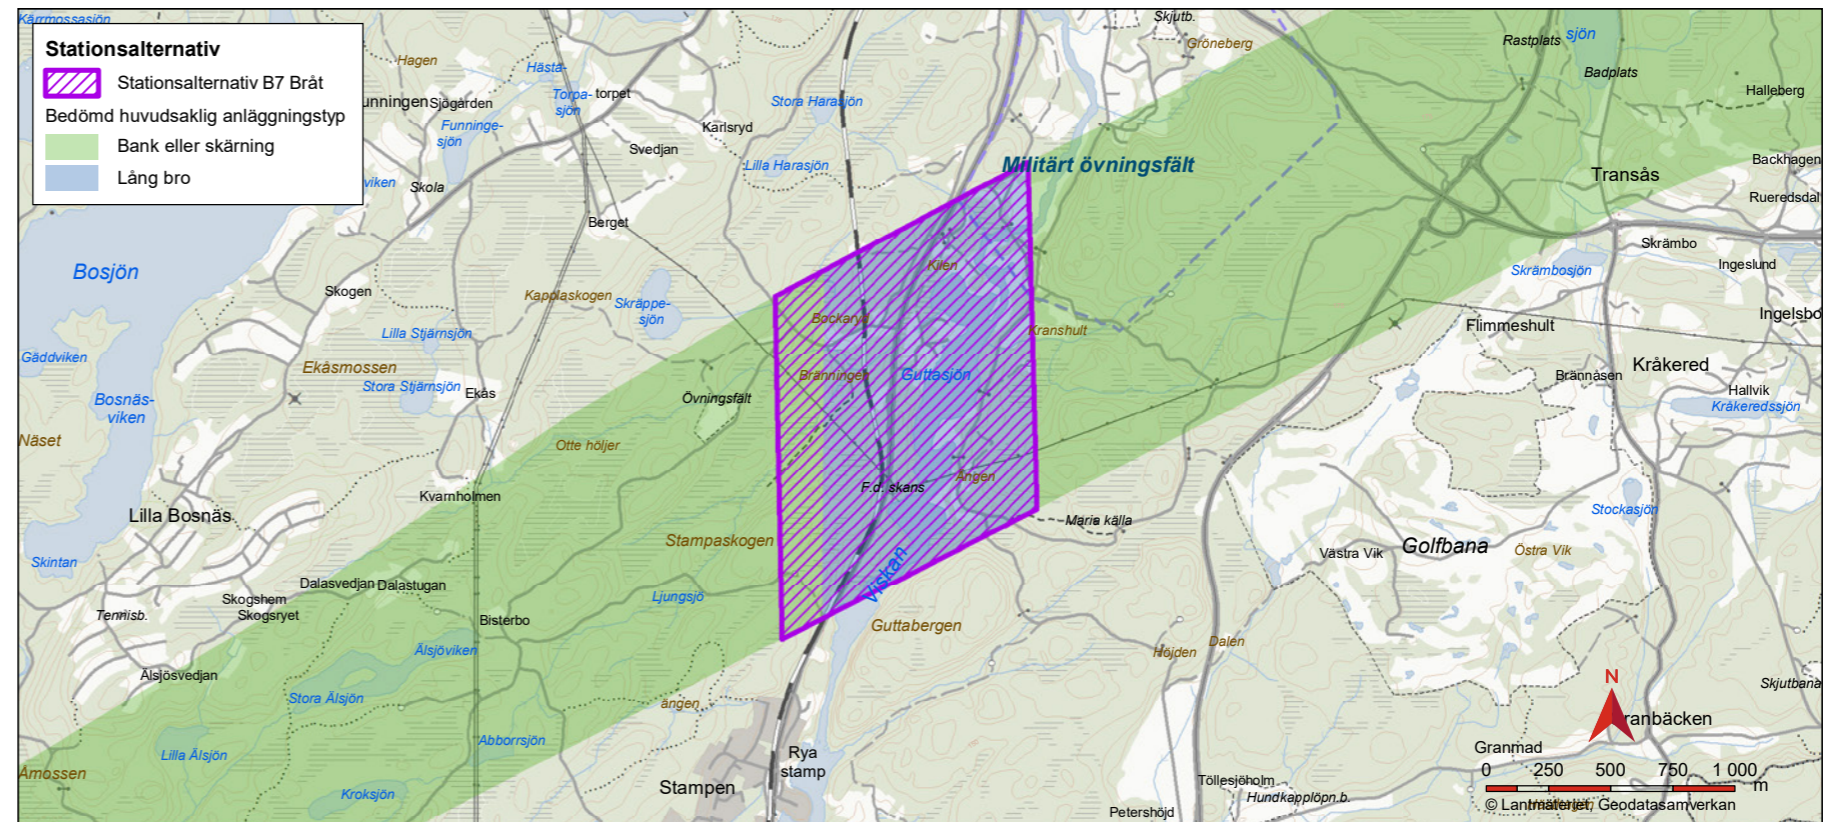 Kärrmossasjön
Stationsalternativ
Stationsalternativ B7 Bråt
Bedömd huvudsaklig anläggningstyp
Bank eller skärning
Lång bro
Hagen
Hästa-
Torpa-
sjön
torpet
unningen
Sjögården
Funninge-
sjön
viken
Skola
Svedjan
Karlsryd
Stora Harasjön
Lilla Harasjön
Berget
Skjutb.
Gröneberg
Militärt övningsfält
Rastplats
sjön
Badplats
Halleberg
Backhagen
Transås
Rueredsdal
Skrämbo
Ingeslund
Skrämbosjön
Ingelsbo
Bosjön
Skogen
Kapplaskogen
Skräppe-
sjön
Kilen
Bockaryd
Kranshult
Lilla Stjärnsjön
Gäddviken
Ekåsmossen
Stora Stjärnsjön
Ekås
Bosnäs-
viken
Bränningen
Guttasjön
Övningsfält
Flimmeshult
Brännåsen
Kråkered
Hallvik
Kråkeredssjön
Näset
Otte höljer
Ängen
F.d. skans
Kvarnholmen
Lilla Bosnäs
Maria källa
Stockasjön
Stampaskogen
Skintan
Västra Vik
Golfbana
Östra Vik
Viskan
Dalasvedjan
Dalastugan
Skogshem
Skogsryet
Ljungsjö
Tennisb.
Bisterbo
Guttabergen
Älsjöviken
Höjden
Dalen
Älsjösvedjan
Stora Älsjön
ängen
Skjutbana
N
ranbäcken
Abborrsjön
Lilla Älsjön
Rya
stamp
Granmad
Åmossen
Kroksjön
Stampen
Töllesjöholm
Hundkapplöpn.b.
Petershöjd
0 250 500 750 1 000
m
© Lantmäteriet, Geodatasamverkan